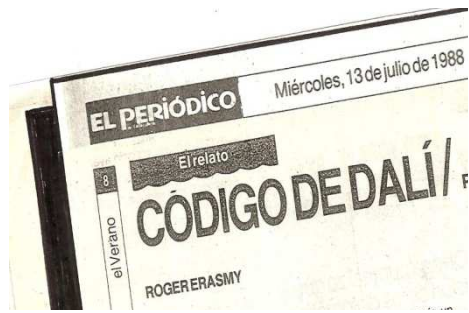 EL PERIÓDICO
Miércoles, 13 de julio de 1988
8
El relato
el Verano
CÓDIGO DE DALÍ /
ROGER ERASMY